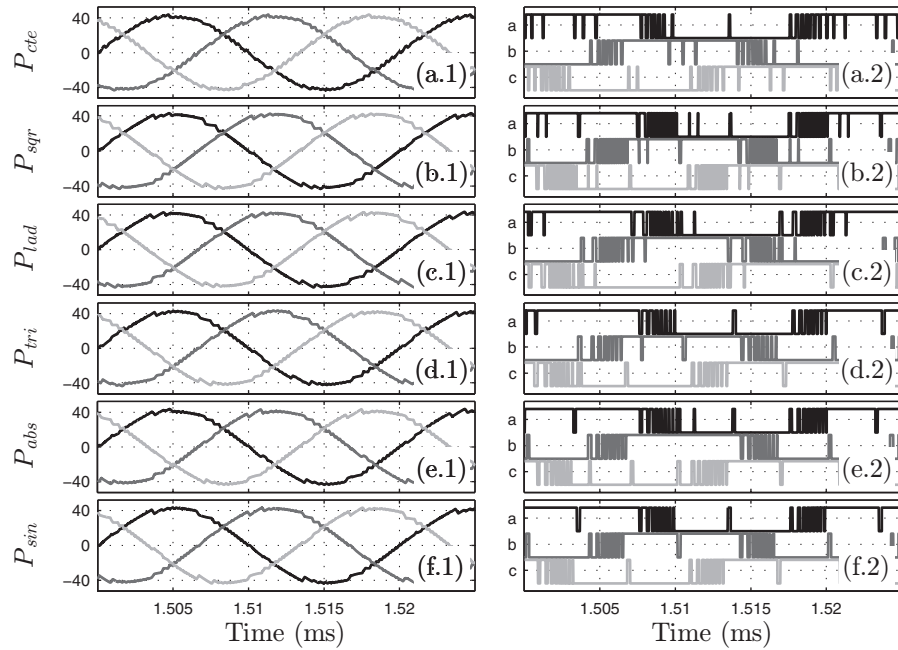 P_cte
40
0
−40
(a.1)
a
b
c
(a.2)
P_sqr
40
0
−40
(b.1)
a
b
c
(b.2)
P_lad
40
0
−40
(c.1)
a
b
c
(c.2)
P_tri
40
0
−40
(d.1)
a
b
c
(d.2)
P_abs
40
0
−40
(e.1)
a
b
c
(e.2)
P_sin
40
0
−40
(f.1)
a
b
c
(f.2)
1.505 1.51 1.515 1.52
Time (ms)
1.505 1.51 1.515 1.52
Time (ms)